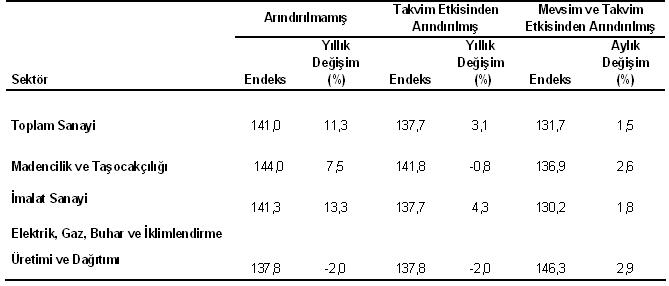 Arındırılmamış Takvim Etkisinden Arındırılmış Mevsim ve Takvim Etkisinden Arındırılmış
Sektör Endeks Yıllık Değişim (%) Endeks Yıllık Değişim (%) Endeks Aylık Değişim (%)
Toplam Sanayi 141,0 11,3 137,7 3,1 131,7 1,5
Madencilik ve Taşocakçılığı 144,0 7,5 141,8 -0,8 136,9 2,6
İmalat Sanayi 141,3 13,3 137,7 4,3 130,2 1,8
Elektrik, Gaz, Buhar ve İklimlendirme
Üretimi ve Dağıtımı 137,8 -2,0 137,8 -2,0 146,3 2,9